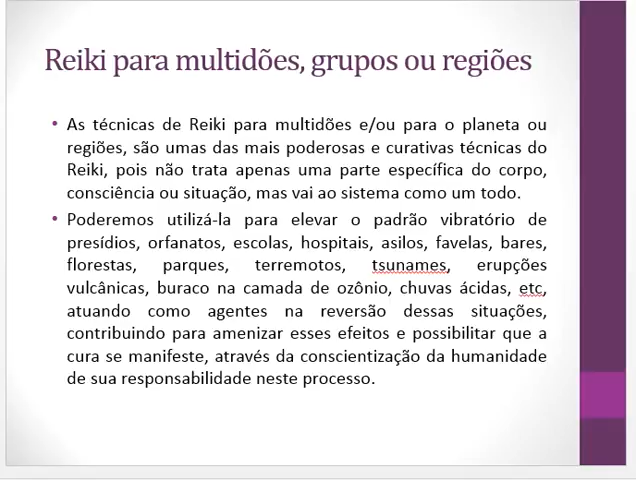 Reiki para multidões, grupos ou regiões
• As técnicas de Reiki para multidões e/ou para o planeta ou
regiões, são umas das mais poderosas e curativas técnicas do
Reiki, pois não trata apenas uma parte específica do corpo,
consciência ou situação, mas vai ao sistema como um todo.
• Poderemos utilizá-la para elevar o padrão vibratório de
presídios, orfanatos, escolas, hospitais, asilos, favelas, bares,
florestas, parques, terremotos, tsunames, erupções
vulcânicas, buraco na camada de ozônio, chuvas ácidas, etc,
atuando como agentes na reversão dessas situações,
contribuindo para amenizar esses efeitos e possibilitar que a
cura se manifeste, através da conscientização da humanidade
de sua responsabilidade neste processo.